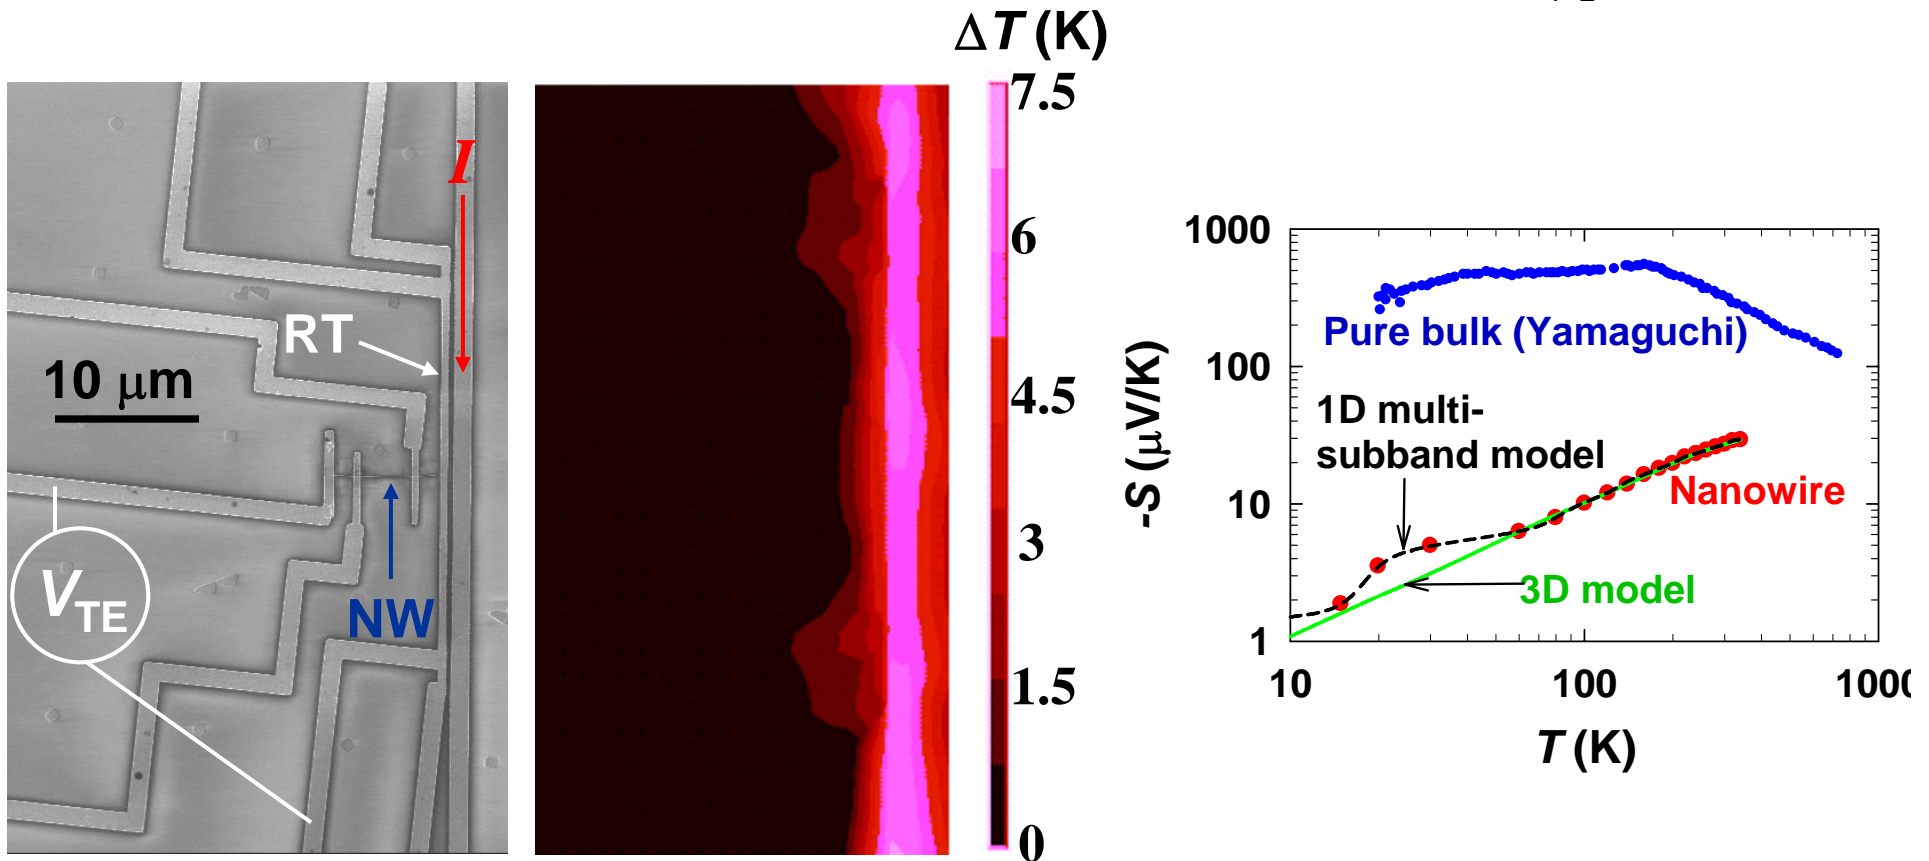 I
RT
10 μm
V_TE
NW
ΔT (K)
7.5
6
4.5
3
1.5
0
1000
100
10
1
-S (μV/K)
Pure bulk (Yamaguchi)
1D multi-
subband model
Nanowire
3D model
10
100
1000
T (K)